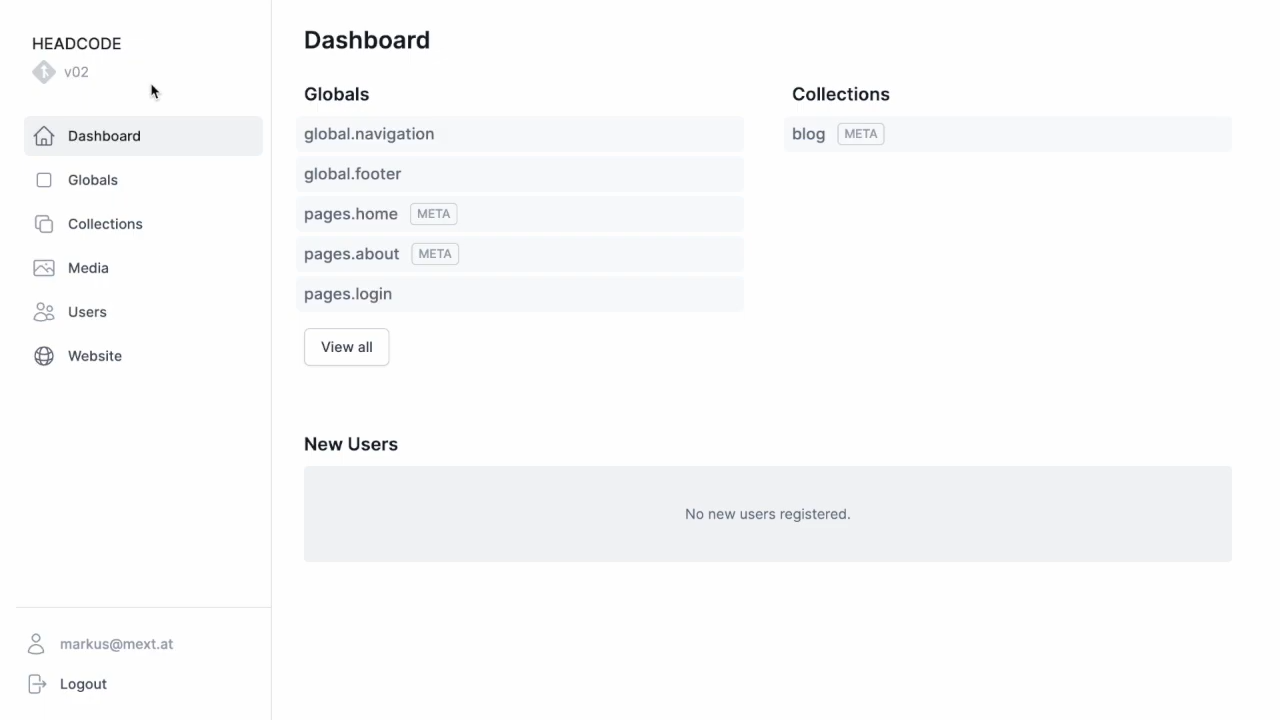 HEADCODE
v02
Dashboard
Globals
Collections
Media
Users
Website
markus@mext.at
Logout
Dashboard
Globals
global.navigation
global.footer
pages.home META
pages.about META
pages.login
View all
Collections
blog META
New Users
No new users registered.